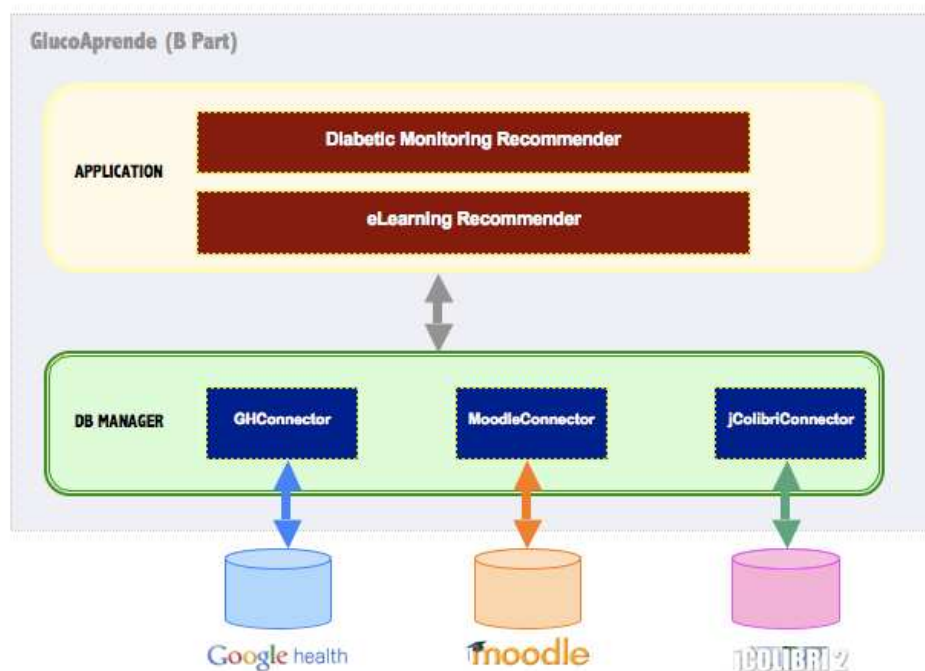 GlucoAprende (B Part)
Diabetic Monitoring Recommender
APPLICATION
eLearning Recommender
DB MANAGER
GHConnector
MoodleConnector
jColibriConnector
Google health
moodle
jCOLIBRI 2